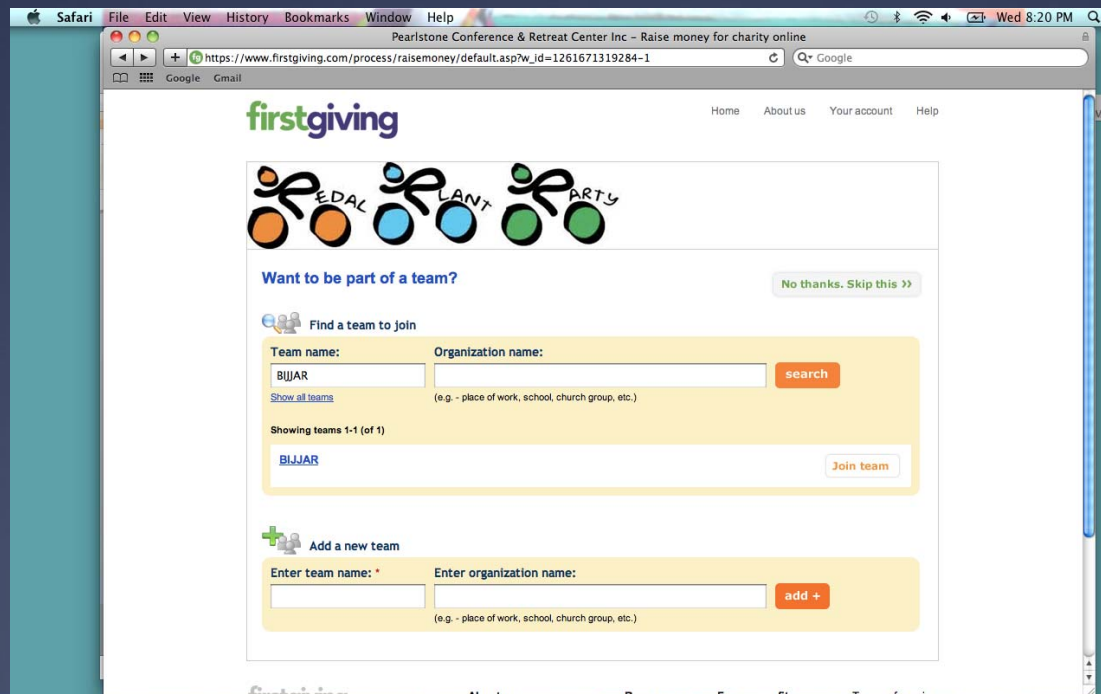 Safari File Edit View History Bookmarks Window Help Wed 8:20 PM
Pearlstone Conference & Retreat Center Inc – Raise money for charity online
https://www.firstgiving.com/process/raisemoney/default.asp?w_id=1261671319284-1 Google
Google Gmail
firstgiving
Home About us Your account Help
PEDAL PLANT PARTY
Want to be part of a team?
No thanks. Skip this »
Find a team to join
Team name: Organization name:
BIJJAR search
Show all teams (e.g. - place of work, school, church group, etc.)
Showing teams 1-1 (of 1)
BIJJAR Join team
Add a new team
Enter team name: * Enter organization name:
add +
(e.g. - place of work, school, church group, etc.)